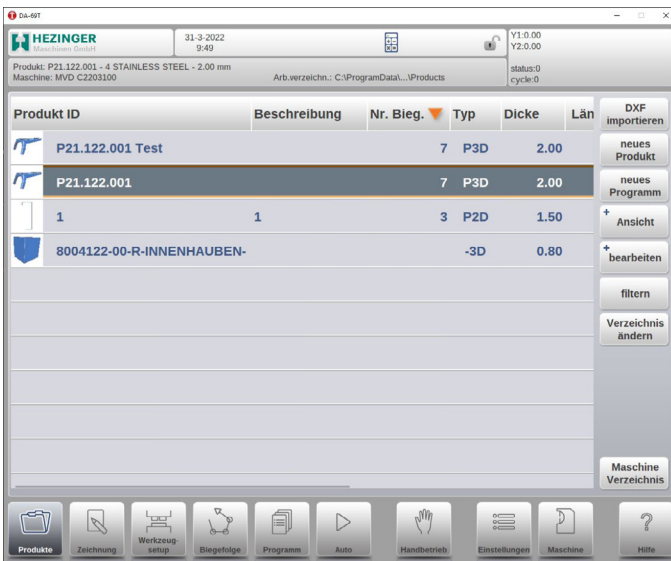 DA-69T
HEZINGER
Maschinen GmbH
31-3-2022
9:49
Y1:0.00
Y2:0.00
Produkt: P21.122.001 - 4 STAINLESS STEEL - 2.00 mm
Maschine: MVD C2203100
Arb.verzeichn.: C:\ProgramData\...\Products
status:0
cycle:0
Produkt ID Beschreibung Nr. Bieg. Typ Dicke Län
P21.122.001 Test 7 P3D 2.00
P21.122.001 7 P3D 2.00
1 1 3 P2D 1.50
8004122-00-R-INNENHAUBEN- -3D 0.80
DXF
importieren
neues
Produkt
neues
Programm
Ansicht
bearbeiten
filtern
Verzeichnis
ändern
Maschine
Verzeichnis
Produkte
Zeichnung
Werkzeug-
setup
Biegefolge
Programm
Auto
Handbetrieb
Einstellungen
Maschine
Hilfe